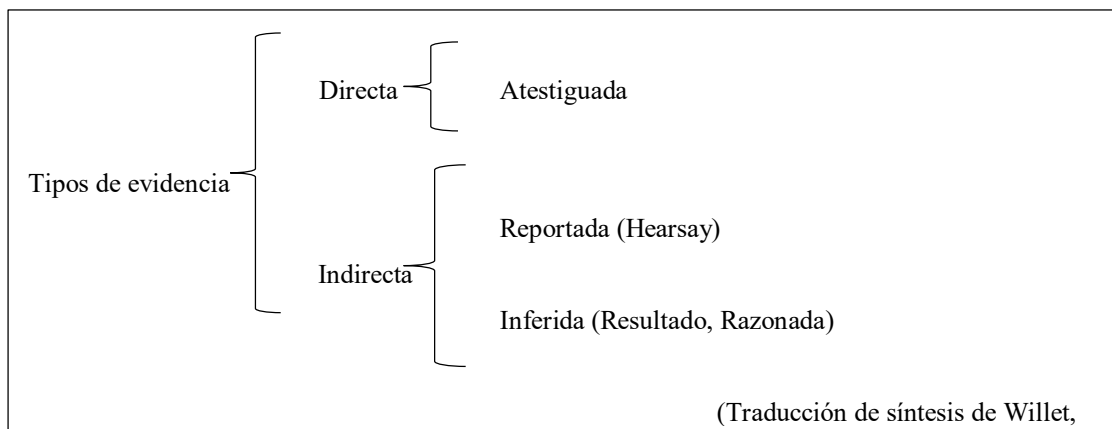 Directa
Atestiguada
Tipos de evidencia
Reportada (Hearsay)
Indirecta
Inferida (Resultado, Razonada)
(Traducción de síntesis de Willet,